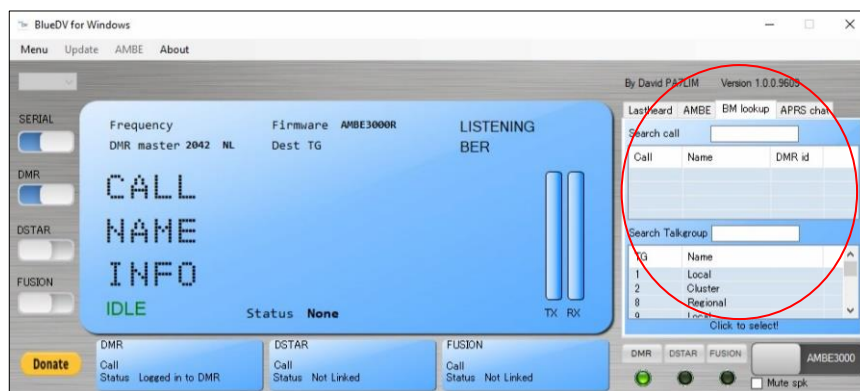 BlueDV for Windows
Menu Update AMBE About
By David PA7LIM Version 1.0.0.9609
SERIAL
DMR
DSTAR
FUSION
Frequency Firmware AMBE3000R LISTENING
DMR master 2042 NL Dest TG BER
CALL
NAME
INFO
IDLE
Status None
TX RX
Lastheard AMBE BM lookup APRS chat
Search call
Call Name DMR id
Search Talkgroup
TG Name
1 Local
2 Cluster
8 Regional
9 Local
Click to select!
Donate
DMR
Call
Status Logged in to DMR
DSTAR
Call
Status Not Linked
FUSION
Call
Status Not Linked
DMR DSTAR FUSION
AMBE3000
Mute spk